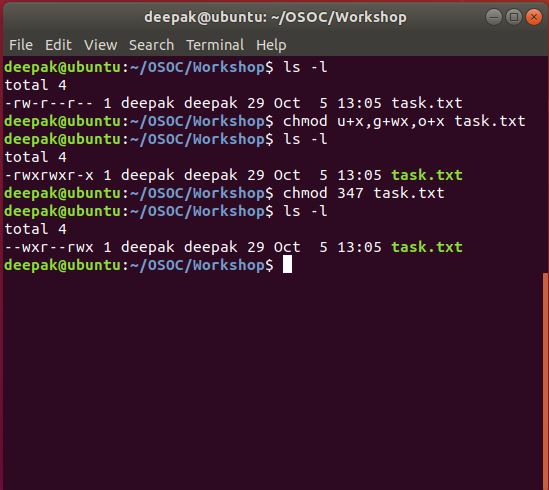 deepak@ubuntu: ~/OSOC/Workshop
File Edit View Search Terminal Help
deepak@ubuntu:~/OSOC/Workshop$ ls -l
total 4
-rw-r--r-- 1 deepak deepak 29 Oct  5 13:05 task.txt
deepak@ubuntu:~/OSOC/Workshop$ chmod u+x,g+wx,o+x task.txt
deepak@ubuntu:~/OSOC/Workshop$ ls -l
total 4
-rwxrwxr-x 1 deepak deepak 29 Oct  5 13:05 task.txt
deepak@ubuntu:~/OSOC/Workshop$ chmod 347 task.txt
deepak@ubuntu:~/OSOC/Workshop$ ls -l
total 4
--wxr--rwx 1 deepak deepak 29 Oct  5 13:05 task.txt
deepak@ubuntu:~/OSOC/Workshop$